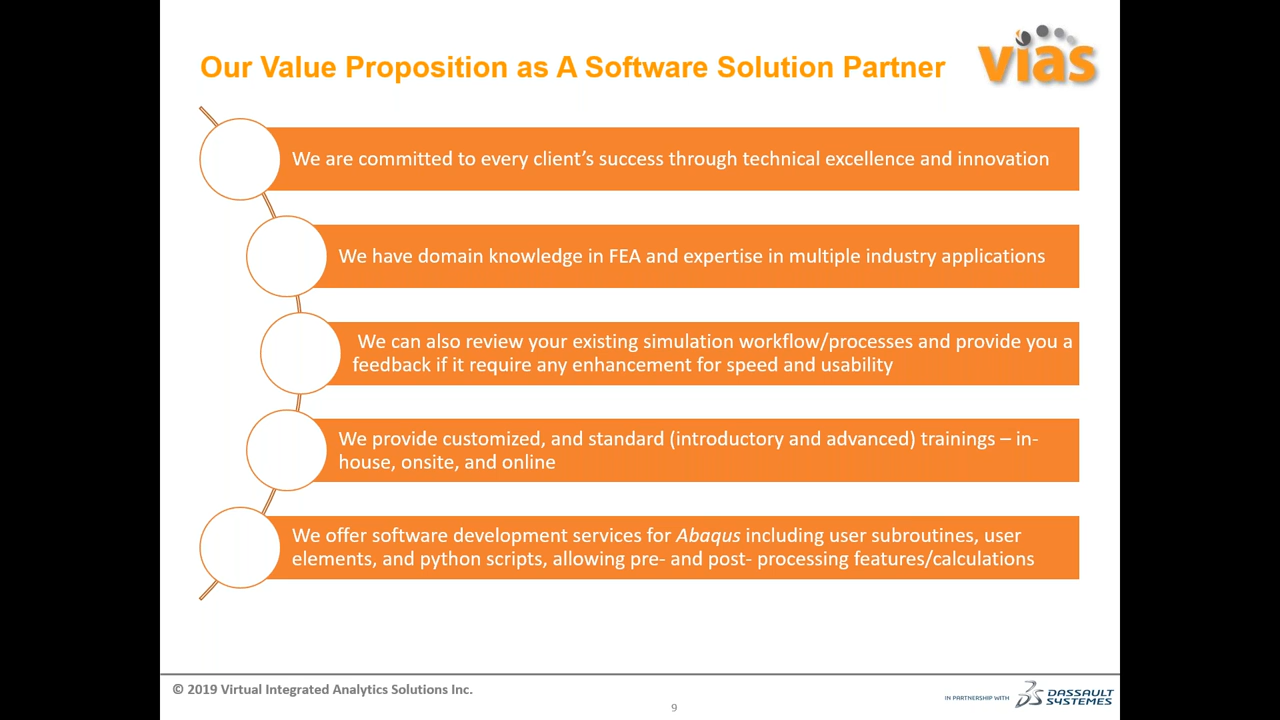 Our Value Proposition as A Software Solution Partner
vias
We are committed to every client’s success through technical excellence and innovation
We have domain knowledge in FEA and expertise in multiple industry applications
We can also review your existing simulation workflow/processes and provide you a
feedback if it require any enhancement for speed and usability
We provide customized, and standard (introductory and advanced) trainings – in-
house, onsite, and online
We offer software development services for Abaqus including user subroutines, user
elements, and python scripts, allowing pre- and post- processing features/calculations
© 2019 Virtual Integrated Analytics Solutions Inc.
9
IN PARTNERSHIP WITH
DASSAULT
SYSTEMES